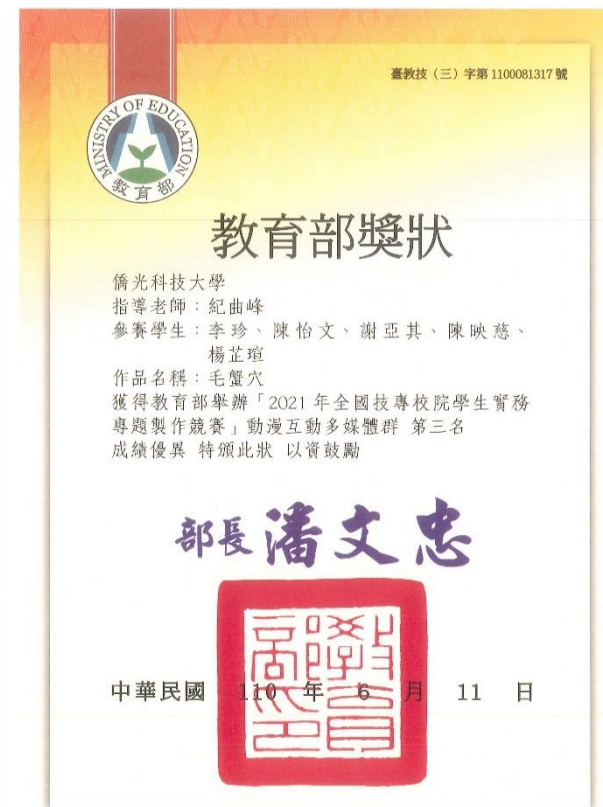 臺教技（三）字第1100081317號
MINISTRY OF EDUCATION
教育部
教育部獎狀
僑光科技大學
指導老師：紀曲峰
參賽學生：李珍、陳怡文、謝亞其、陳映慈、
楊芷瑄
作品名稱：毛蟹穴
獲得教育部舉辦「2021年全國技專校院學生實務
專題製作競賽」動漫互動多媒體群 第三名
成績優異 特頒此狀 以資鼓勵
部長 潘文忠
教育部印
中華民國 110 年 6 月 11 日